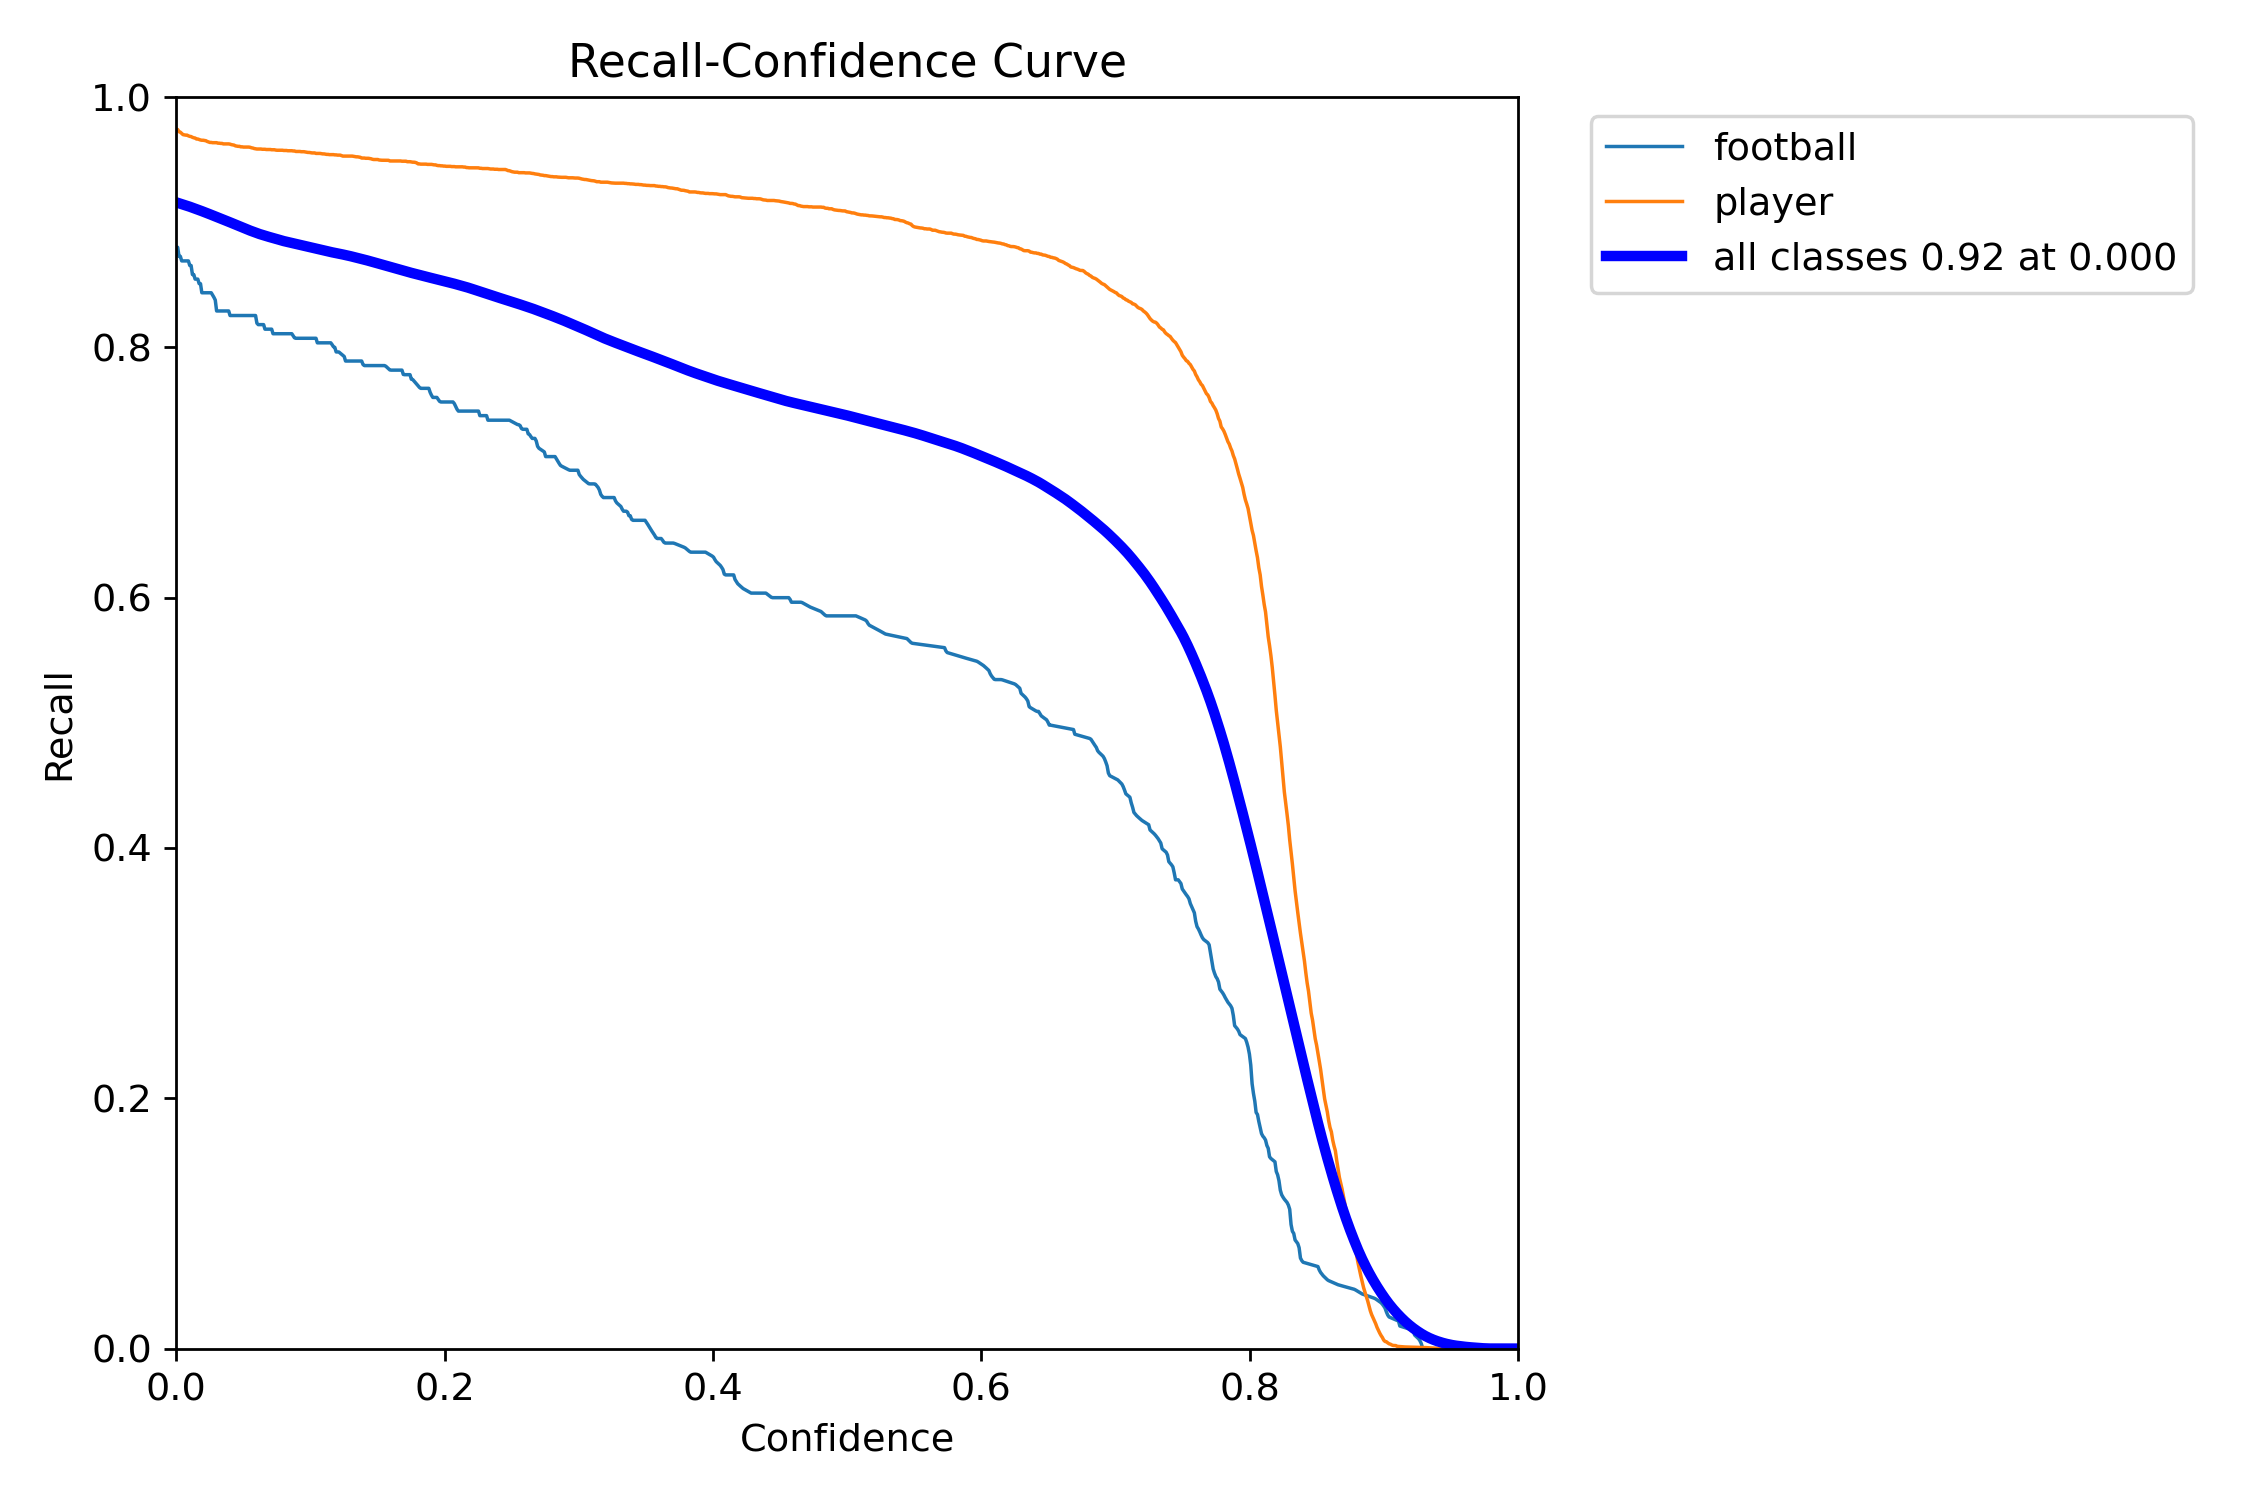 Recall-Confidence Curve
1.0
0.8
0.6
0.4
0.2
0.0
Recall
0.0 0.2 0.4 0.6 0.8 1.0
Confidence
football
player
all classes 0.92 at 0.000